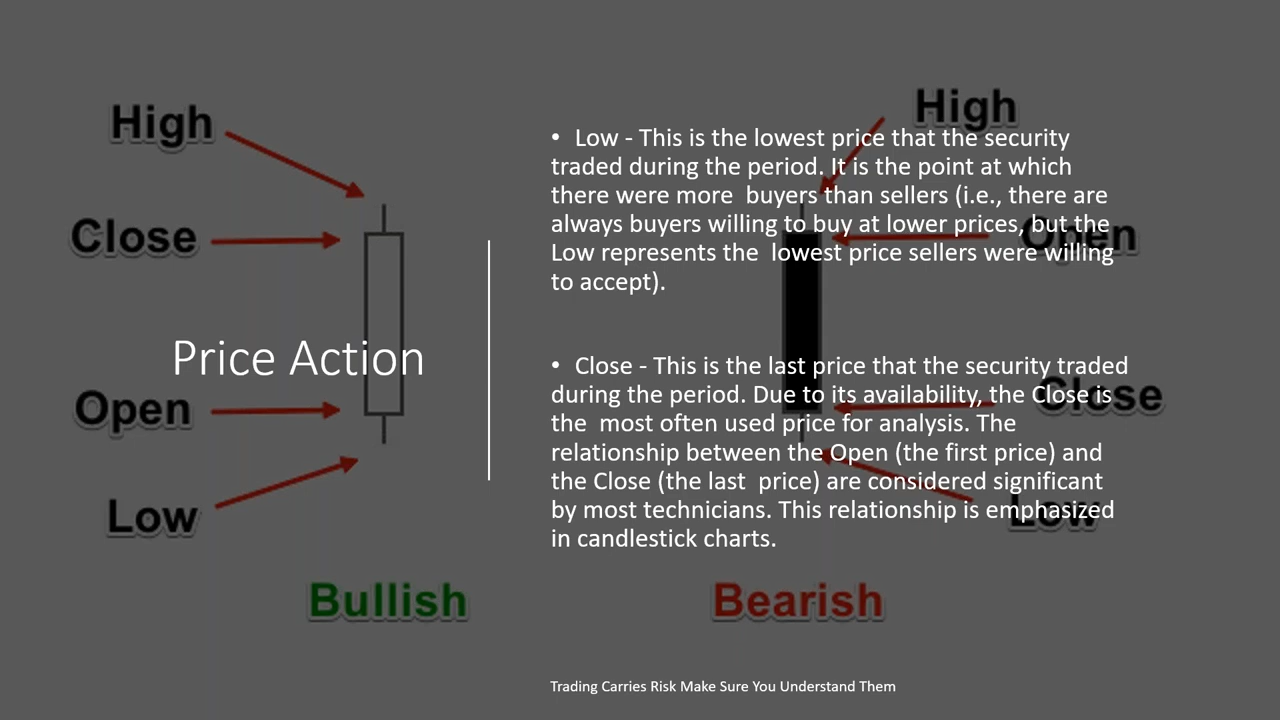 High
Close
Price Action
Open
Low
Bullish
High
Open
Close
Low
Bearish
• Low - This is the lowest price that the security
traded during the period. It is the point at which
there were more  buyers than sellers (i.e., there are
always buyers willing to buy at lower prices, but the
Low represents the  lowest price sellers were willing
to accept).
• Close - This is the last price that the security traded
during the period. Due to its availability, the Close is
the  most often used price for analysis. The
relationship between the Open (the first price) and
the Close (the last  price) are considered significant
by most technicians. This relationship is emphasized
in candlestick charts.
Trading Carries Risk Make Sure You Understand Them